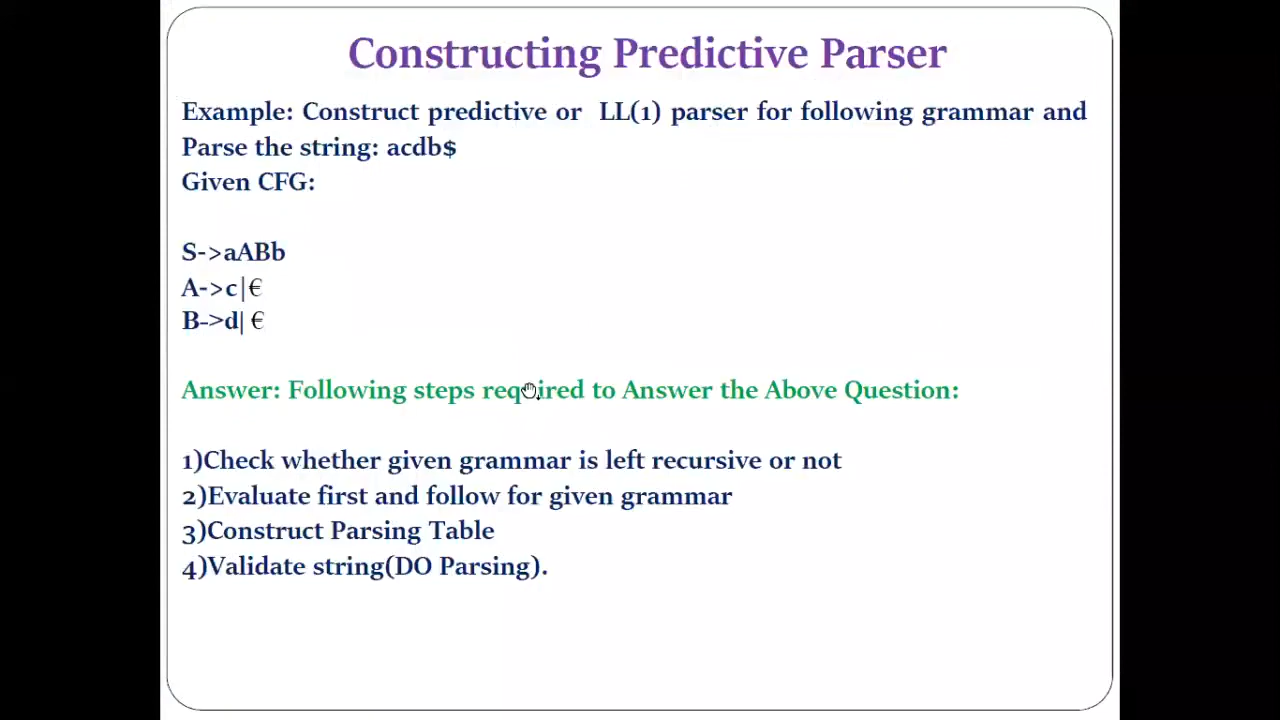 Constructing Predictive Parser
Example: Construct predictive or LL(1) parser for following grammar and
Parse the string: acdb$
Given CFG:
S->aABb
A->c|€
B->d| €
Answer: Following steps required to Answer the Above Question:
1)Check whether given grammar is left recursive or not
2)Evaluate first and follow for given grammar
3)Construct Parsing Table
4)Validate string(DO Parsing).